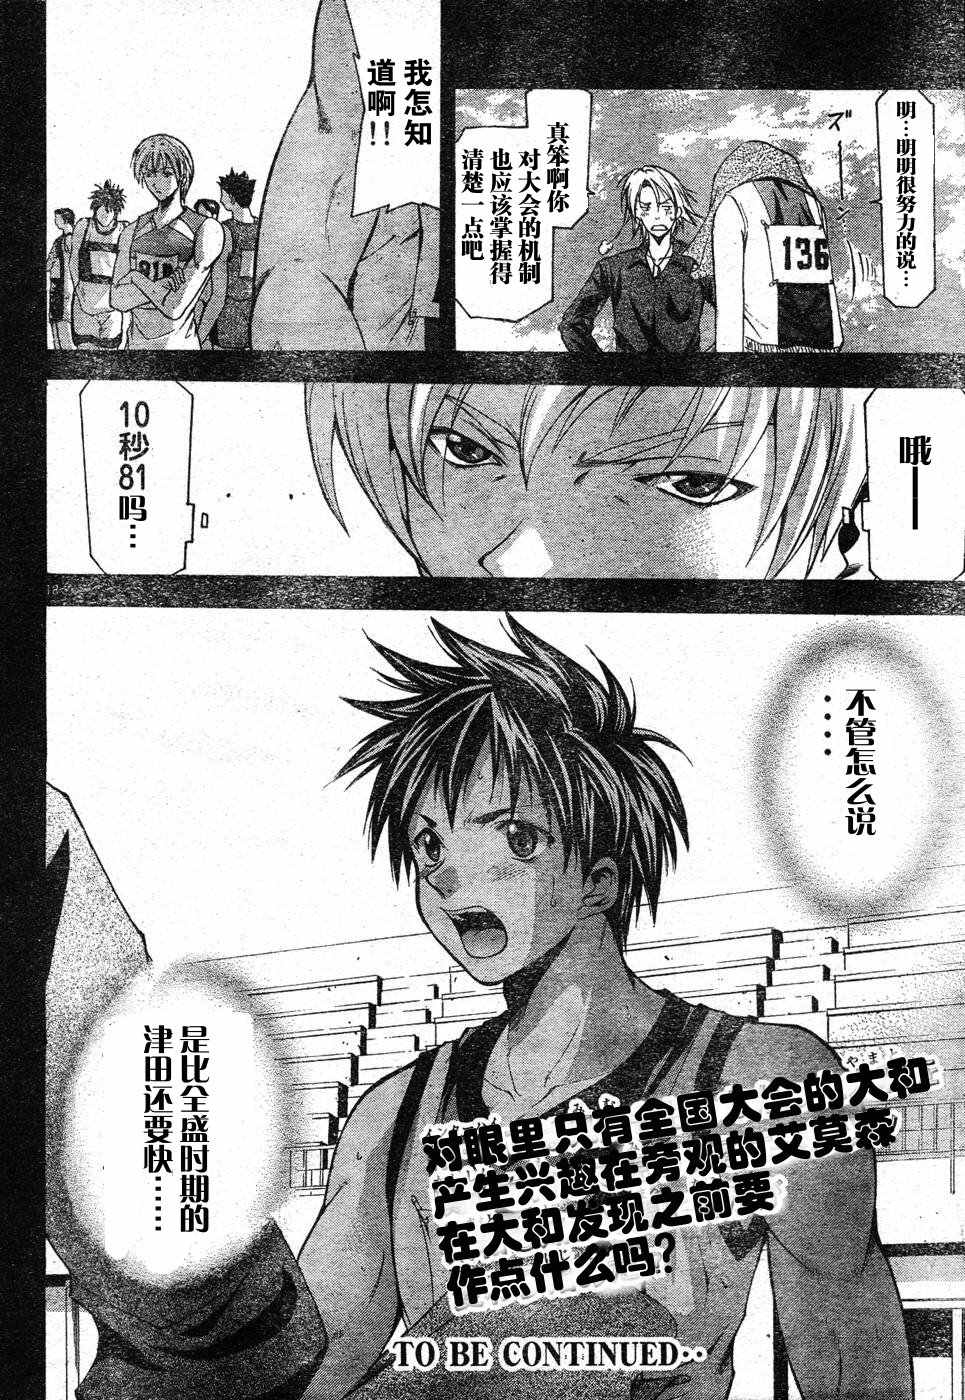 明…明明很努力的说…
ズーン
136
真笨啊你
对大会的机制
也应该掌握得
清楚一点吧
我怎知
道啊!!
哦——
10秒81吗…
不管怎么说
‥‥
是比全盛时期的
津田还要快……
对眼里只有全国大会的大和
产生兴趣在旁观的艾莫森
在大和发现之前要
作点什么吗?
TO BE CONTINUED‥